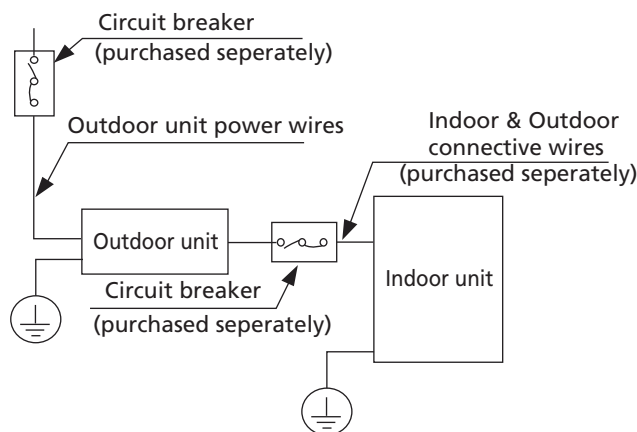 Circuit breaker
(purchased seperately)
Outdoor unit power wires
Indoor & Outdoor
connective wires
(purchased seperately)
Outdoor unit
Circuit breaker
(purchased seperately)
Indoor unit